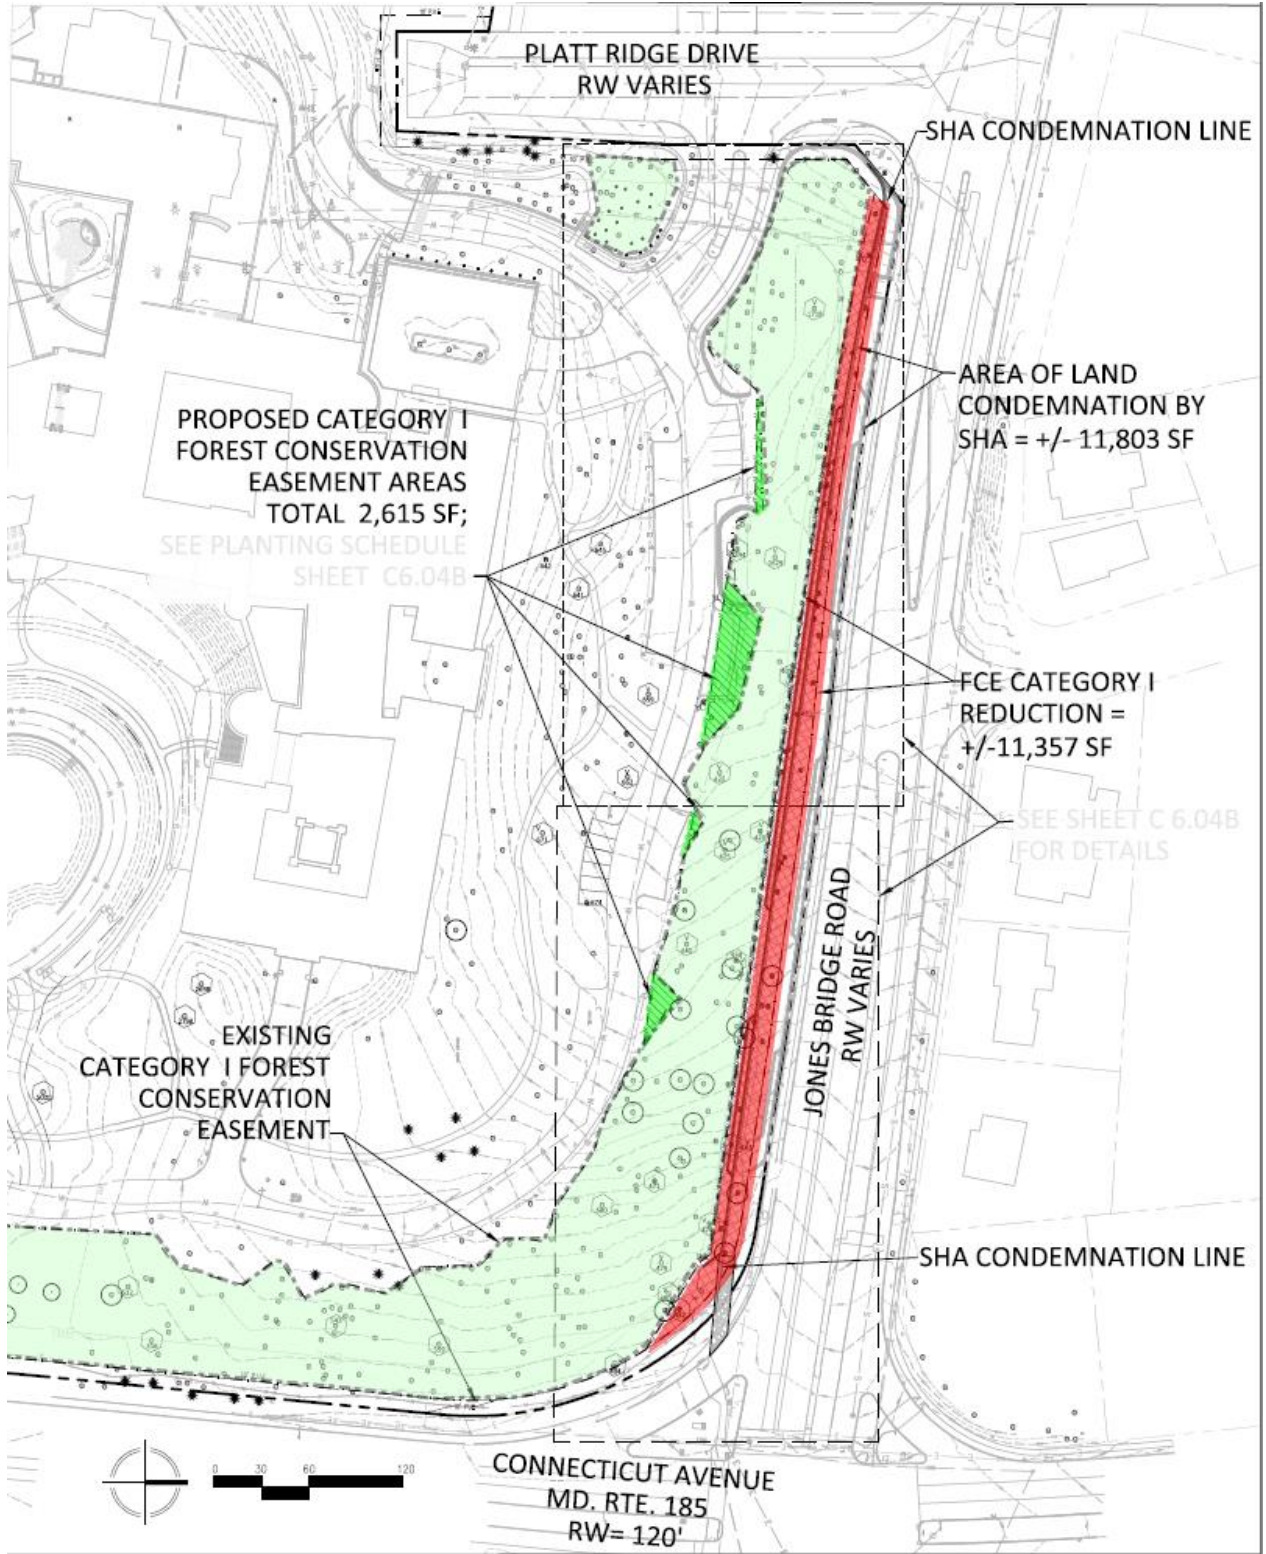 PLATT RIDGE DRIVE
RW VARIES
SHA CONDEMNATION LINE
AREA OF LAND
CONDEMNATION BY
SHA = +/- 11,803 SF
PROPOSED CATEGORY I
FOREST CONSERVATION
EASEMENT AREAS
TOTAL 2,615 SF;
SEE PLANTING SCHEDULE
SHEET C6.04B
FCE CATEGORY I
REDUCTION =
+/-11,357 SF
SEE SHEET C 6.04B
FOR DETAILS
JONES BRIDGE ROAD
RW VARIES
EXISTING
CATEGORY I FOREST
CONSERVATION
EASEMENT
SHA CONDEMNATION LINE
0 30 60 120
CONNECTICUT AVENUE
MD. RTE. 185
RW= 120'